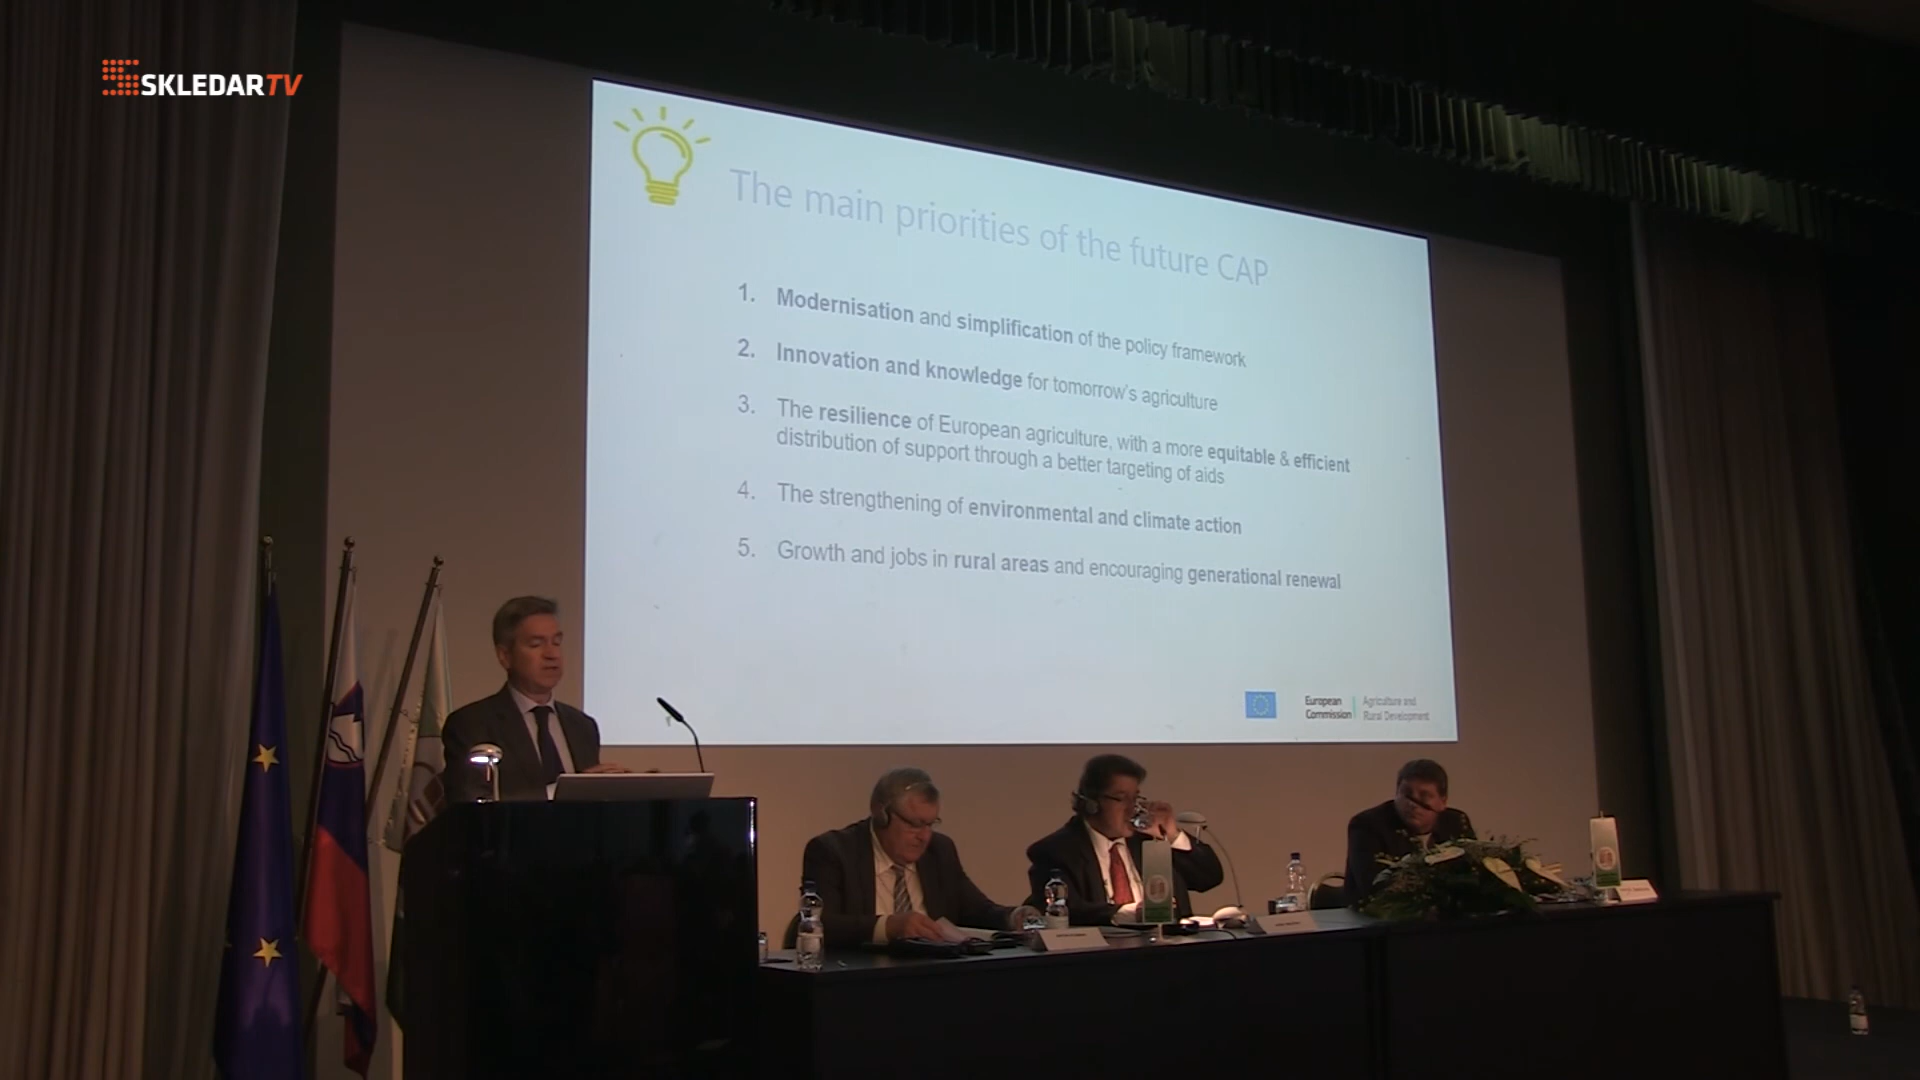 SKLEDARTV
The main priorities of the future CAP
1. Modernisation and simplification of the policy framework
2. Innovation and knowledge for tomorrow's agriculture
3. The resilience of European agriculture, with a more equitable & efficient
distribution of support through a better targeting of aids
4. The strengthening of environmental and climate action
5. Growth and jobs in rural areas and encouraging generational renewal
European
Commission
Agriculture and
Rural Development